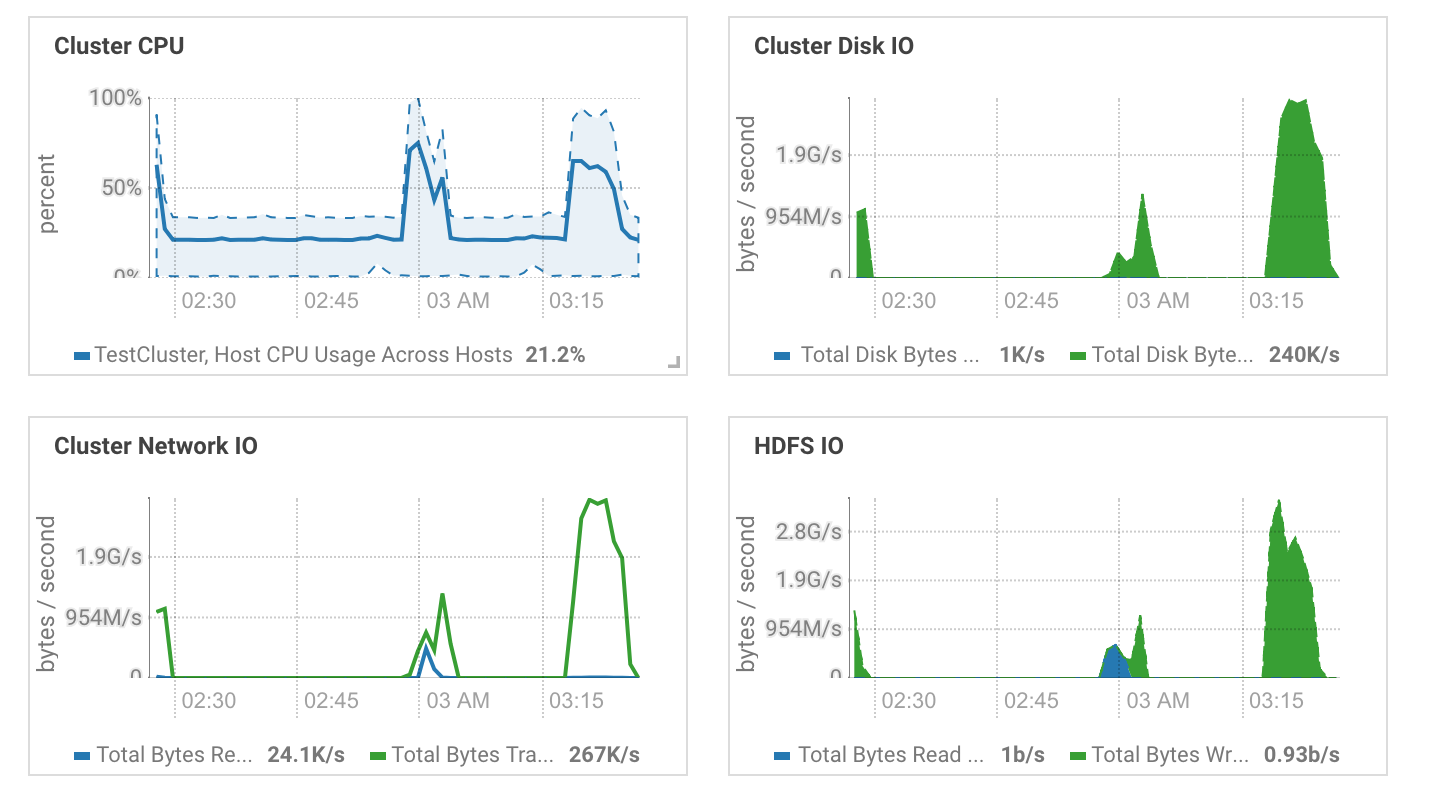 Cluster CPU
percent
100%
50%
0%
02:30 02:45 03 AM 03:15
TestCluster, Host CPU Usage Across Hosts 21.2%
Cluster Disk IO
bytes / second
1.9G/s
954M/s
0
02:30 02:45 03 AM 03:15
Total Disk Bytes ... 1K/s Total Disk Byte... 240K/s
Cluster Network IO
bytes / second
1.9G/s
954M/s
0
02:30 02:45 03 AM 03:15
Total Bytes Re... 24.1K/s Total Bytes Tra... 267K/s
HDFS IO
bytes / second
2.8G/s
1.9G/s
954M/s
0
02:30 02:45 03 AM 03:15
Total Bytes Read ... 1b/s Total Bytes Wr... 0.93b/s